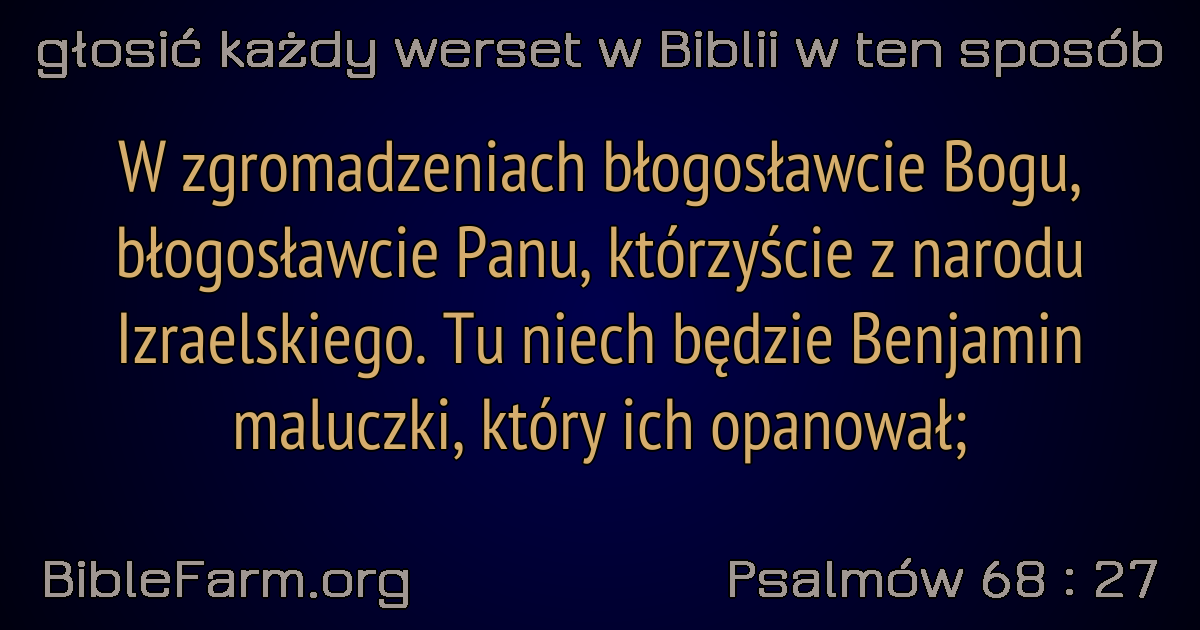 głosić każdy werset w Biblii w ten sposób
W zgromadzeniach błogosławcie Bogu,
błogosławcie Panu, którzyście z narodu
Izraelskiego. Tu niech będzie Benjamin
maluczki, który ich opanował;
BibleFarm.org
Psalmów 68 : 27